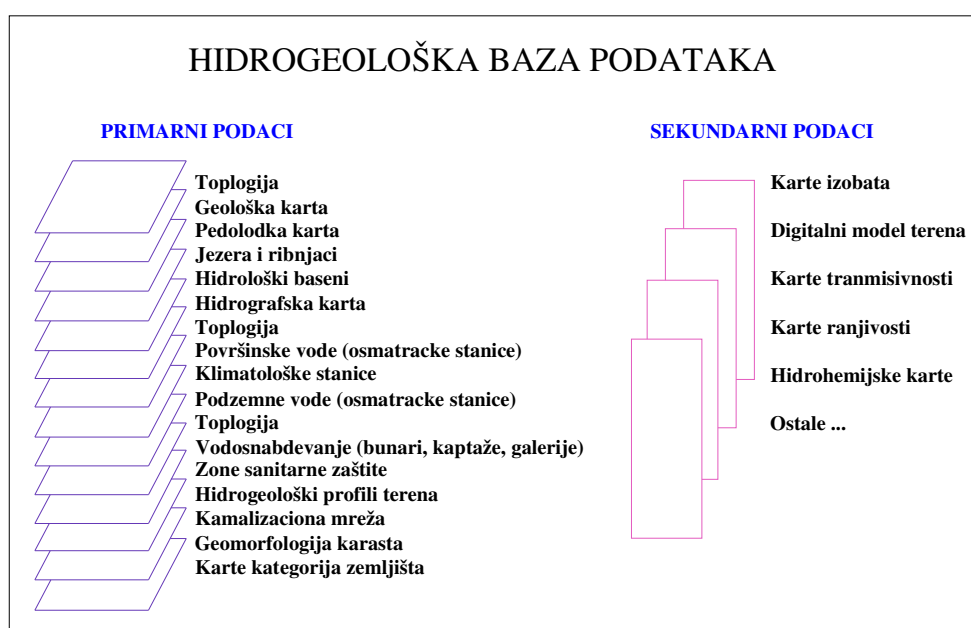 HIDROGEOLOŠKA BAZA PODATAKA
PRIMARNI PODACI
Toplogija
Geološka karta
Pedolodka karta
Jezera i ribnjaci
Hidrološki baseni
Hidrografska karta
Toplogija
Površinske vode (osmatracke stanice)
Klimatološke stanice
Podzemne vode (osmatracke stanice)
Toplogija
Vodosnabdevanje (bunari, kaptaže, galerije)
Zone sanitarne zaštite
Hidrogeološki profili terena
Kamalizaciona mreža
Geomorfologija karasta
Karte kategorija zemljišta
SEKUNDARNI PODACI
Karte izobata
Digitalni model terena
Karte tranmisivnosti
Karte ranjivosti
Hidrohemijske karte
Ostale ...